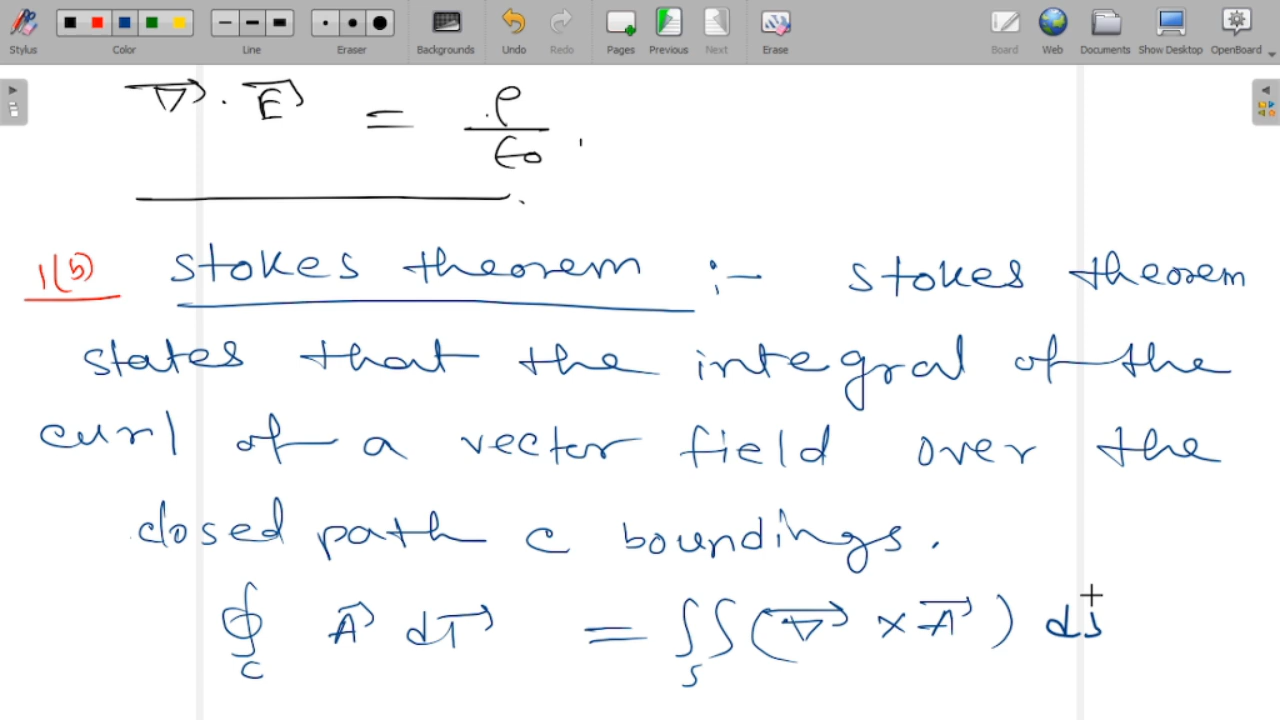 Stylus Color Line Eraser Backgrounds Undo Redo Pages Previous Next Erase Board Web Documents Show Desktop OpenBoard
∇⃗ . E⃗ = ρ/ϵ₀ .
1(b) stokes theorem :- stokes theorem
states that the integral of the
curl of a vector field over the
closed path c boundings.
∮_C A⃗ dl⃗ = ∬_S (∇⃗ × A⃗) ds